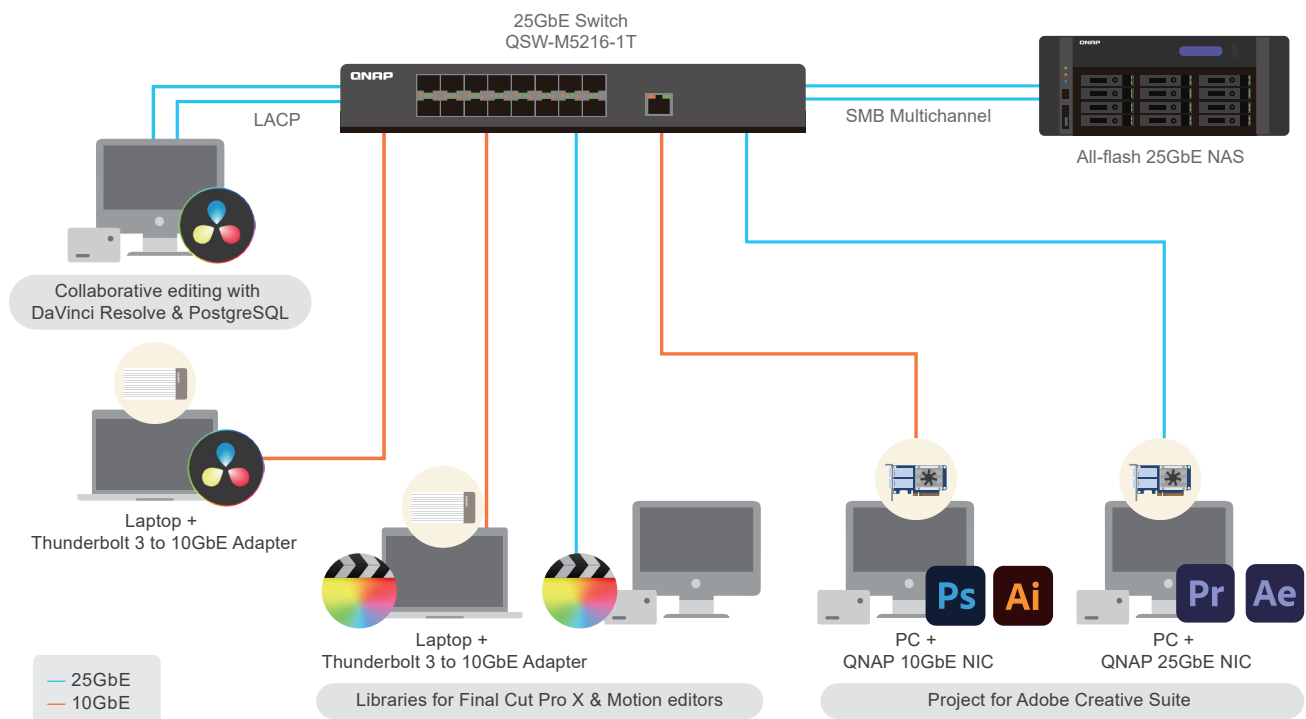 25GbE Switch
QSW-M5216-1T
QNAP
QNAP
LACP
SMB Multichannel
All-flash 25GbE NAS
Collaborative editing with
DaVinci Resolve & PostgreSQL
Laptop +
Thunderbolt 3 to 10GbE Adapter
Ps
Ai
Pr
Ae
Laptop +
Thunderbolt 3 to 10GbE Adapter
PC +
QNAP 10GbE NIC
PC +
QNAP 25GbE NIC
25GbE
10GbE
Libraries for Final Cut Pro X & Motion editors
Project for Adobe Creative Suite